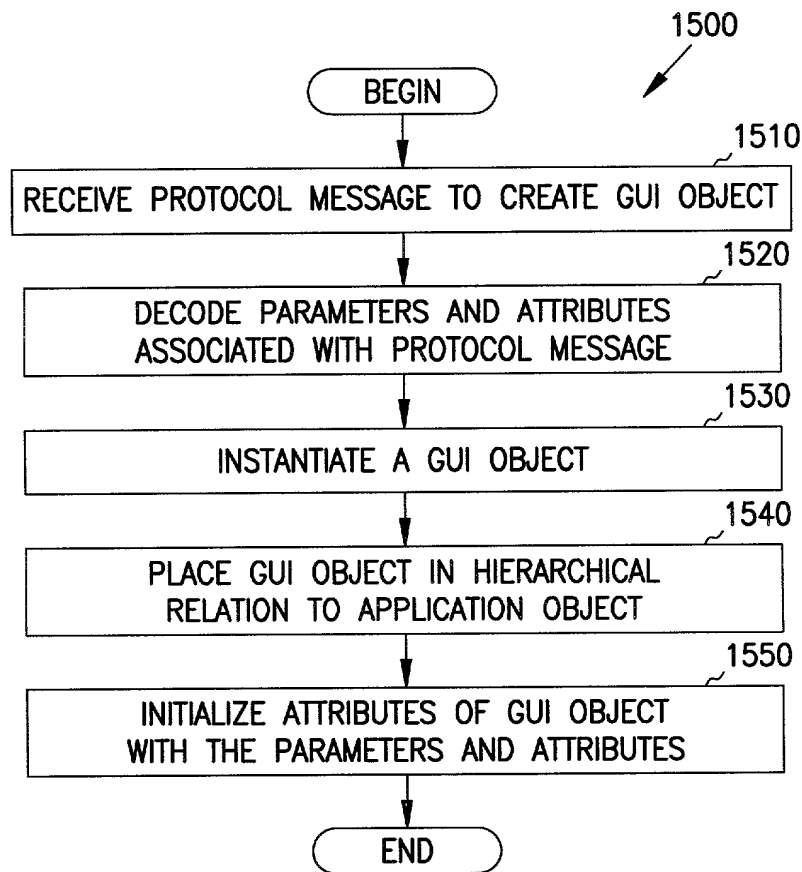 1500
BEGIN
1510
RECEIVE PROTOCOL MESSAGE TO CREATE GUI OBJECT
1520
DECODE PARAMETERS AND ATTRIBUTES
ASSOCIATED WITH PROTOCOL MESSAGE
1530
INSTANTIATE A GUI OBJECT
1540
PLACE GUI OBJECT IN HIERARCHICAL
RELATION TO APPLICATION OBJECT
1550
INITIALIZE ATTRIBUTES OF GUI OBJECT
WITH THE PARAMETERS AND ATTRIBUTES
END